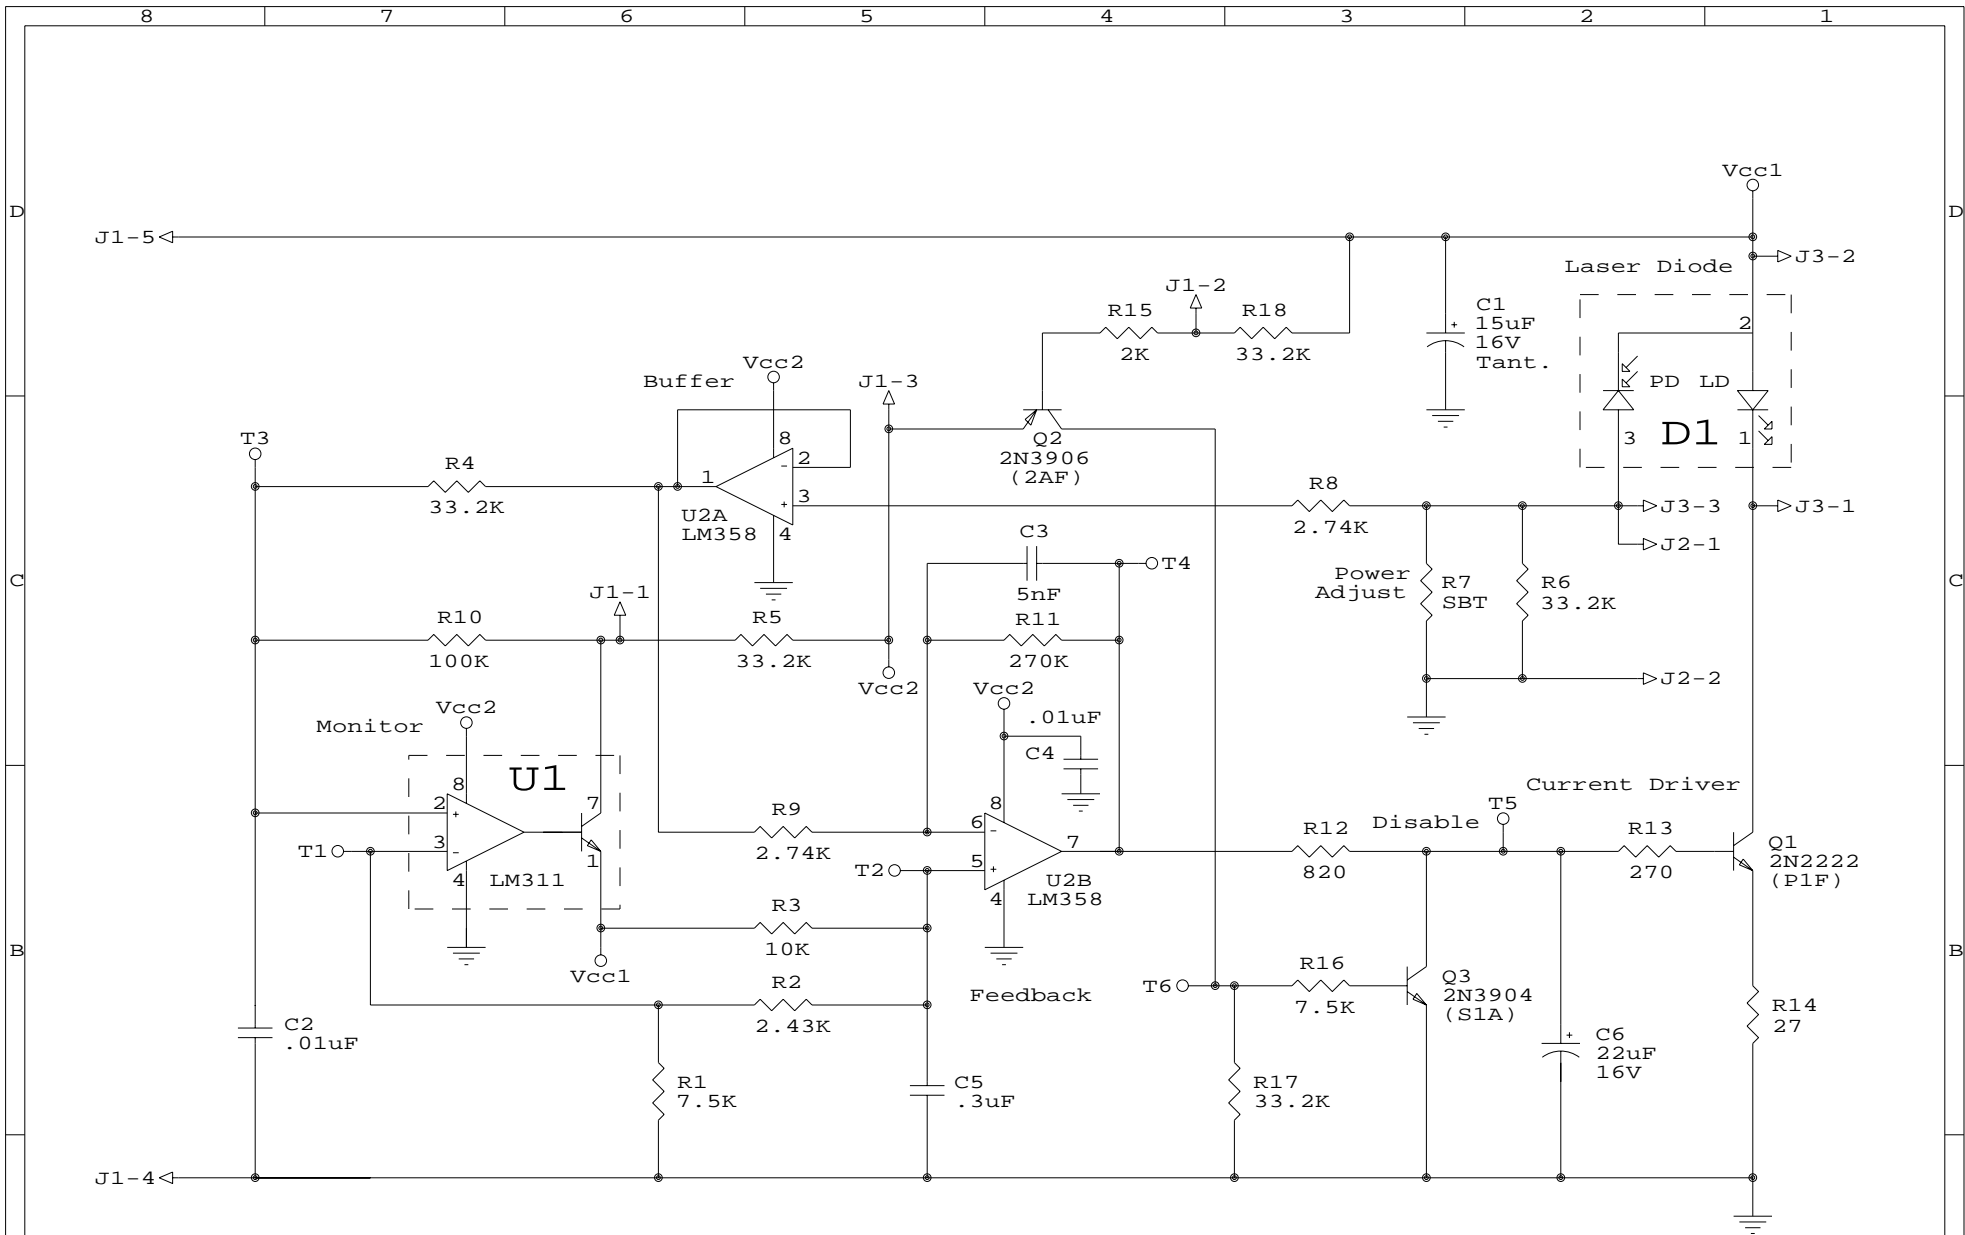 8 7 6 5 4 3 2 1
Vcc1
D D
J1-5
J3-2
Laser Diode
J1-2
R15 R18
2K 33.2K
C1
15uF
16V
Tant.
+
2
Vcc2
Buffer
J1-3
PD LD
D1
3 1
T3
R4
33.2K
8
1 2
-
3
+
U2A
LM358
4
Q2
2N3906
(2AF)
R8
2.74K
J3-3 J3-1
J2-1
C3
5nF
T4
C C
J1-1
Power
Adjust
R7
SBT
R6
33.2K
R10
100K
R5
33.2K
R11
270K
Vcc2
Vcc2
J2-2
Vcc2
Monitor
.01uF
C4
U1
8
7
2
+
3
-
T1
1
4
LM311
R9
2.74K
8
6
-
7
5
+
T2
4
U2B
LM358
Current Driver
T5
Disable
R12
820
R13
270
Q1
2N2222
(P1F)
R3
10K
B B
Vcc1
R2
2.43K
Feedback
T6
R16
7.5K
Q3
2N3904
(S1A)
R14
27
C2
.01uF
+
C6
22uF
16V
R1
7.5K
C5
.3uF
R17
33.2K
J1-4